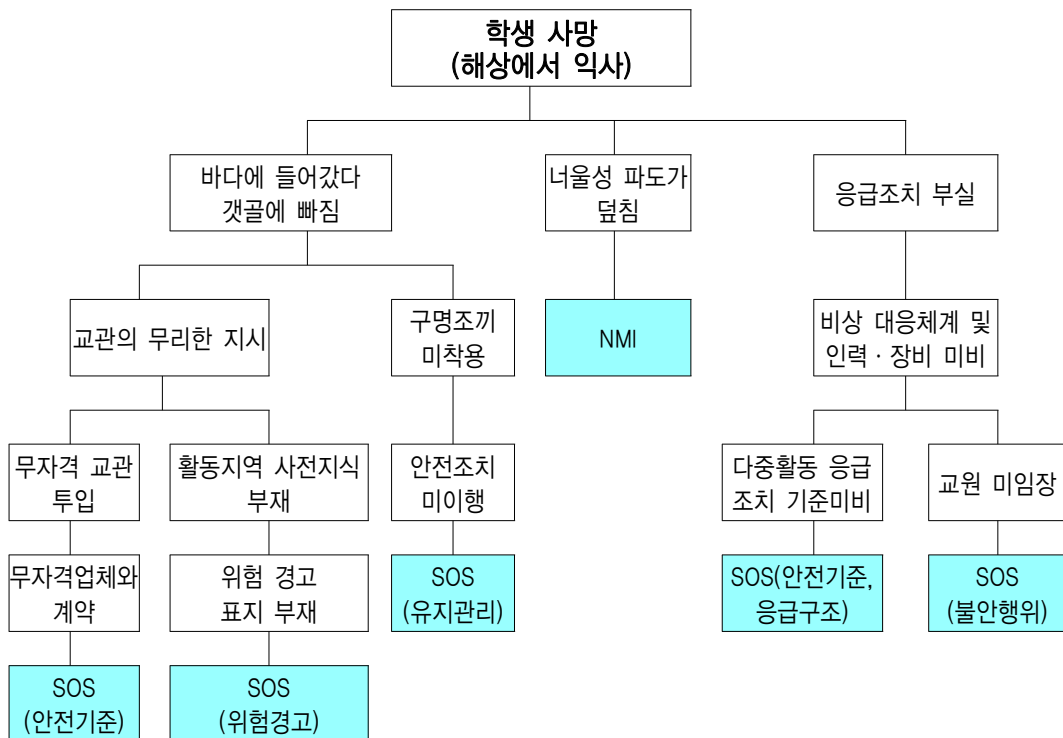 학생 사망
(해상에서 익사)
바다에 들어갔다
갯골에 빠짐
너울성 파도가
덮침
응급조치 부실
교관의 무리한 지시
구명조끼
미착용
NMI
비상 대응체계 및
인력 · 장비 미비
무자격 교관
투입
활동지역 사전지식
부재
안전조치
미이행
다중활동 응급
조치 기준미비
교원 미임장
무자격업체와
계약
위험 경고
표지 부재
SOS
(유지관리)
SOS(안전기준,
응급구조)
SOS
(불안행위)
SOS
(안전기준)
SOS
(위험경고)